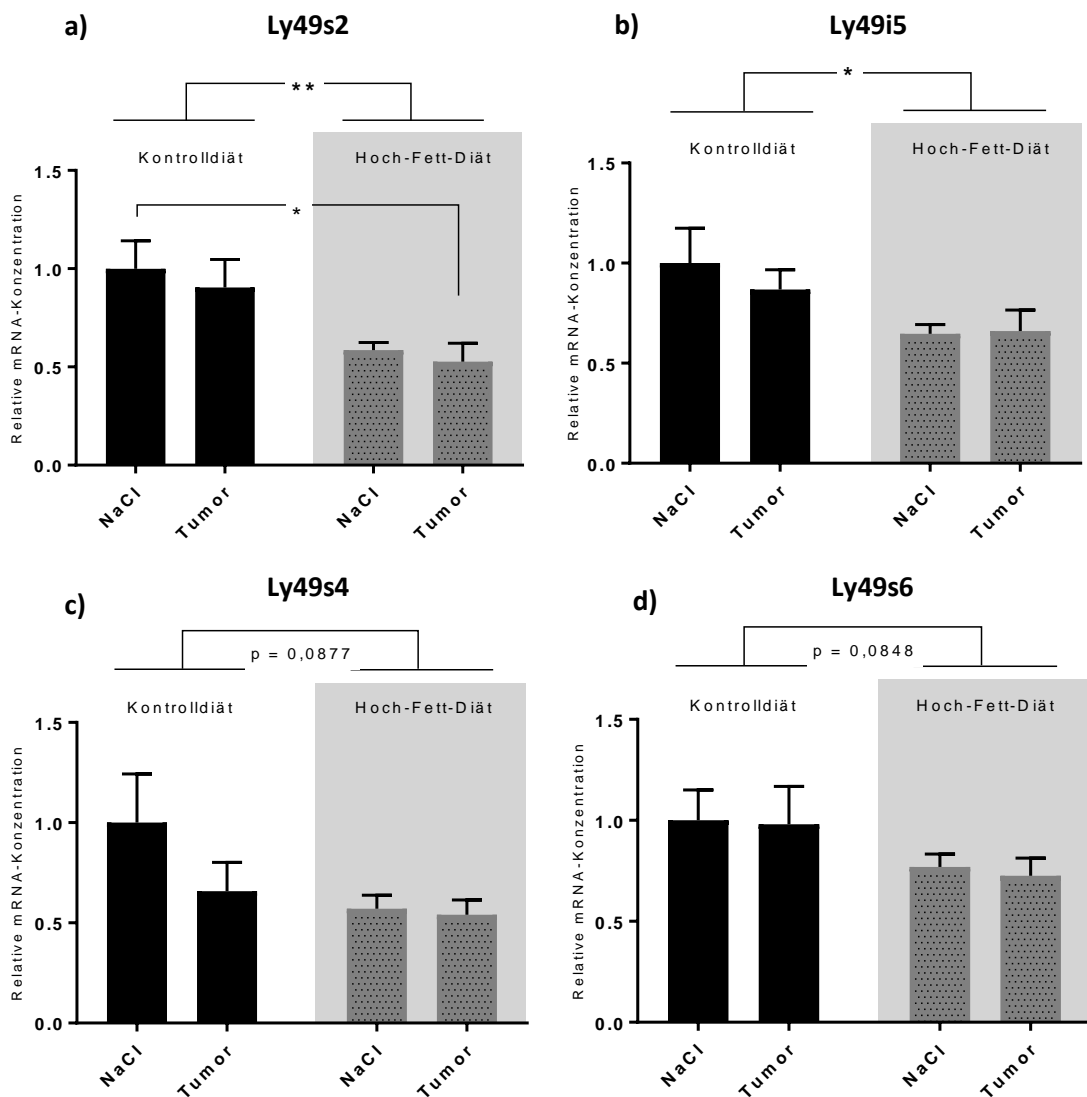 a)
Ly49s2
**
Kontrolldiät
Hoch-Fett-Diät
*
Relative mRNA-Konzentration
1.5
1.0
0.5
0.0
NaCl
Tumor
NaCl
Tumor
b)
Ly49i5
*
Kontrolldiät
Hoch-Fett-Diät
Relative mRNA-Konzentration
1.5
1.0
0.5
0.0
NaCl
Tumor
NaCl
Tumor
c)
Ly49s4
p = 0,0877
Kontrolldiät
Hoch-Fett-Diät
Relative mRNA-Konzentration
1.5
1.0
0.5
0.0
NaCl
Tumor
NaCl
Tumor
d)
Ly49s6
p = 0,0848
Kontrolldiät
Hoch-Fett-Diät
Relative mRNA-Konzentration
1.5
1.0
0.5
0.0
NaCl
Tumor
NaCl
Tumor